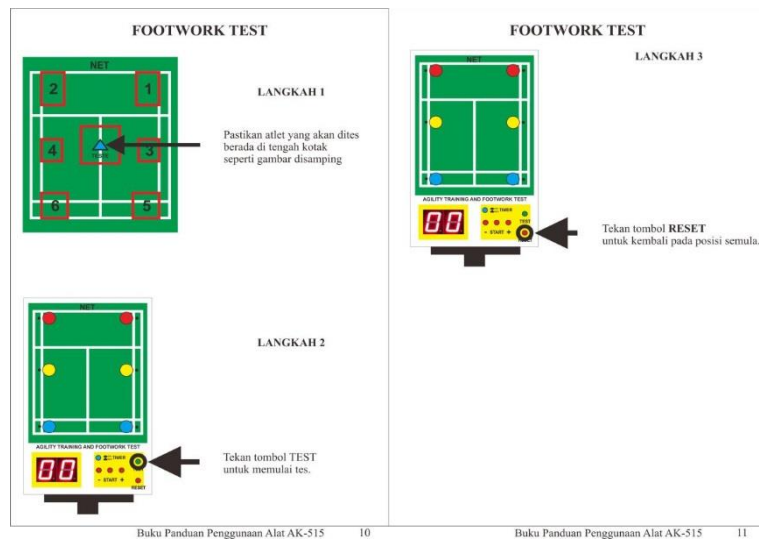 FOOTWORK TEST
NET
2 1
LANGKAH 1
Pastikan atlet yang akan dites
berada di tengah kotak
seperti gambar disamping
4 3
TESTE
6 5
NET
LANGKAH 2
AGILITY TRAINING AND FOOTWORK TEST
00
TIMER
- START +
RESET
Tekan tombol TEST
untuk memulai tes.
Buku Panduan Penggunaan Alat AK-515 10
FOOTWORK TEST
LANGKAH 3
NET
AGILITY TRAINING AND FOOTWORK TEST
00
TIMER
TEST
- START +
Tekan tombol RESET
untuk kembali pada posisi semula.
Buku Panduan Penggunaan Alat AK-515 11